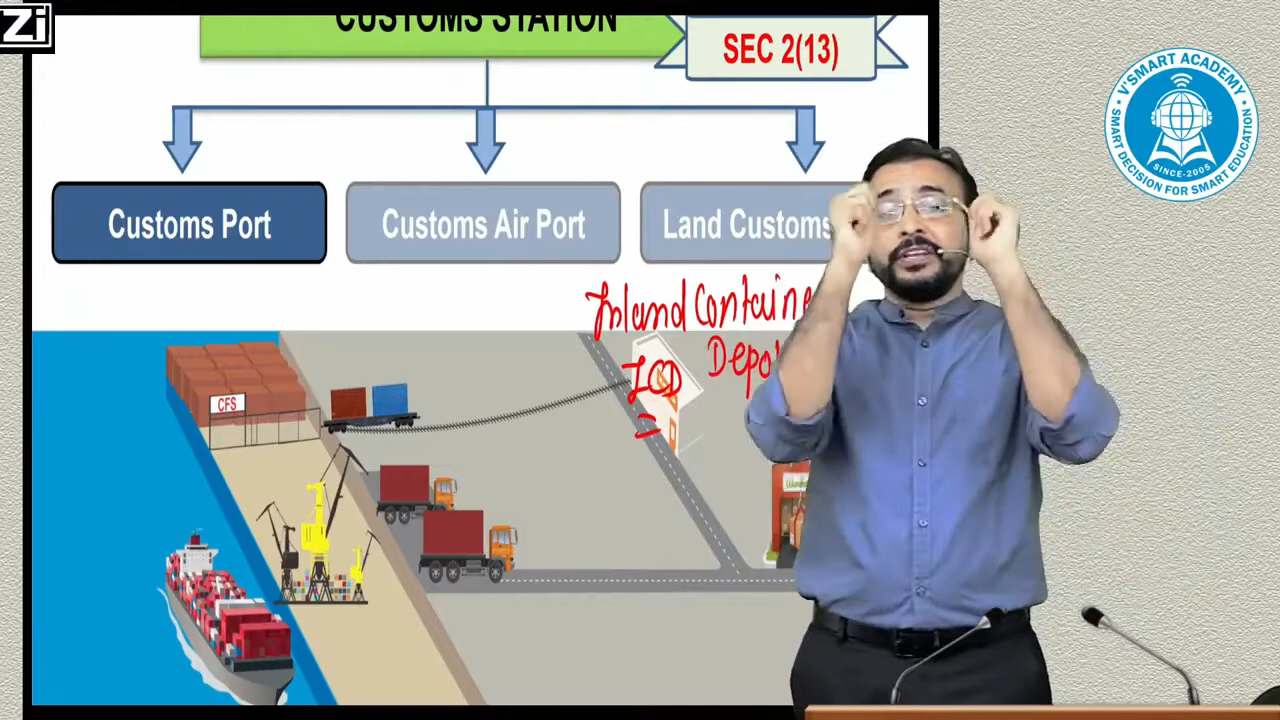 Zi
CUSTOMS STATION
SEC 2(13)
V'SMART ACADEMY
SMART DECISION FOR SMART EDUCATION
SINCE-2005
Customs Port
Customs Air Port
Land Customs
Inland Containe
Depo
ICD
CFS